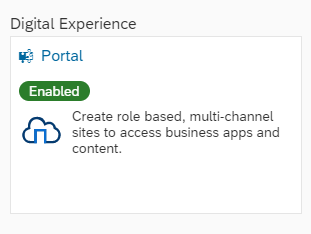 Digital Experience
Portal
Enabled
Create role based, multi-channel
sites to access business apps and
content.